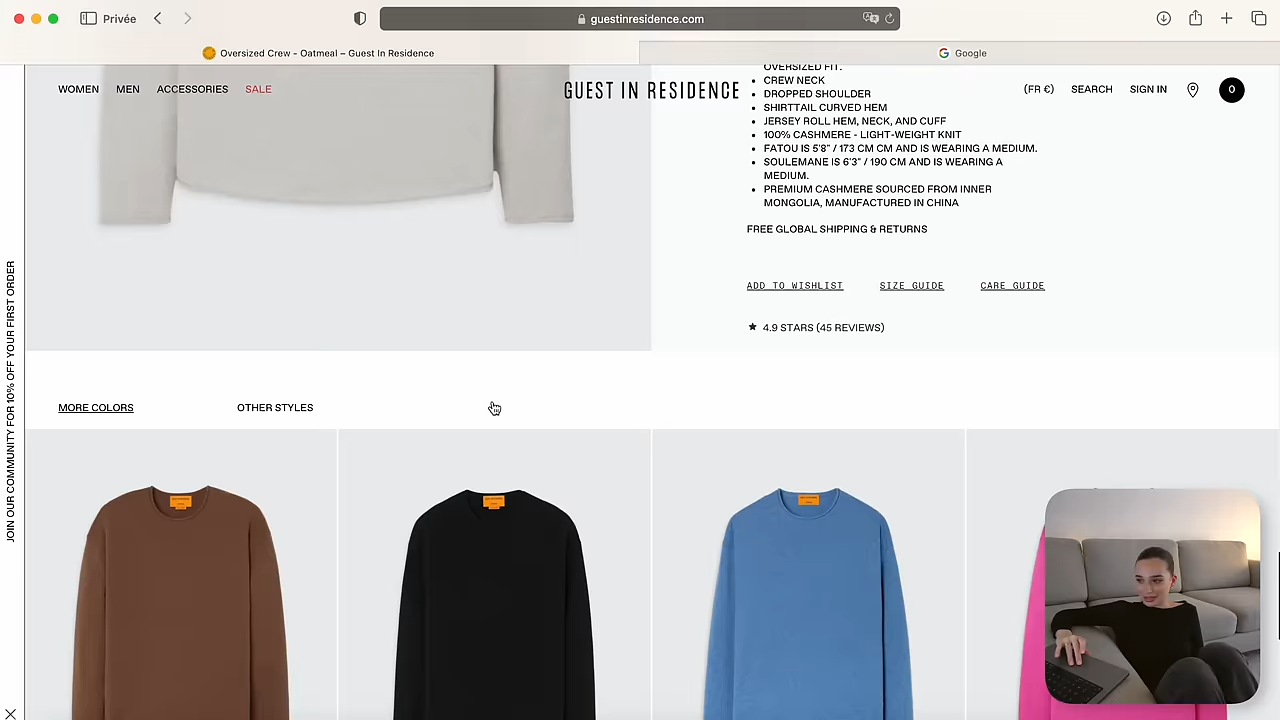 Privée
guestinresidence.com
Oversized Crew - Oatmeal – Guest In Residence
Google
OVERSIZED FIT.
WOMEN MEN ACCESSORIES SALE
GUEST IN RESIDENCE
(FR €) SEARCH SIGN IN 0
CREW NECK
DROPPED SHOULDER
SHIRTTAIL CURVED HEM
JERSEY ROLL HEM, NECK, AND CUFF
100% CASHMERE - LIGHT-WEIGHT KNIT
FATOU IS 5'8" / 173 CM CM AND IS WEARING A MEDIUM.
SOULEMANE IS 6'3" / 190 CM AND IS WEARING A
MEDIUM.
PREMIUM CASHMERE SOURCED FROM INNER
MONGOLIA, MANUFACTURED IN CHINA
FREE GLOBAL SHIPPING & RETURNS
ADD TO WISHLIST SIZE GUIDE CARE GUIDE
4.9 STARS (45 REVIEWS)
JOIN OUR COMMUNITY FOR 10% OFF YOUR FIRST ORDER
MORE COLORS OTHER STYLES